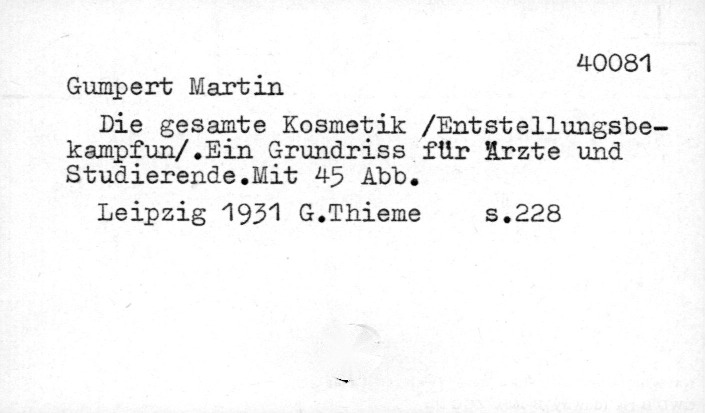 40081
Gumpert Martin
Die gesamte Kosmetik /Entstellungsbe-
kampfun/.Ein Grundriss für Ärzte und
Studierende.Mit 45 Abb.
Leipzig 1931 G.Thieme s.228